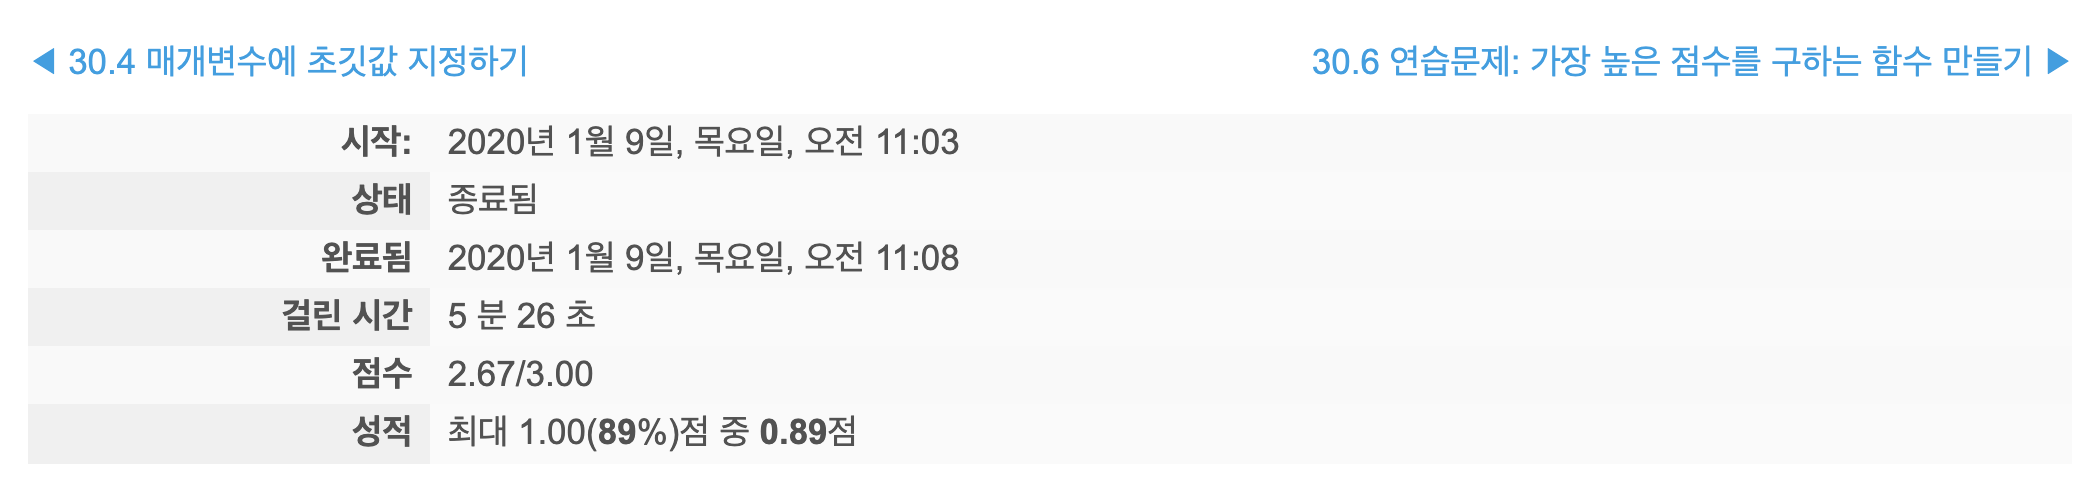 ◀ 30.4 매개변수에 초깃값 지정하기
30.6 연습문제: 가장 높은 점수를 구하는 함수 만들기 ▶
시작: 2020년 1월 9일, 목요일, 오전 11:03
상태 종료됨
완료됨 2020년 1월 9일, 목요일, 오전 11:08
걸린 시간 5 분 26 초
점수 2.67/3.00
성적 최대 1.00(89%)점 중 0.89점